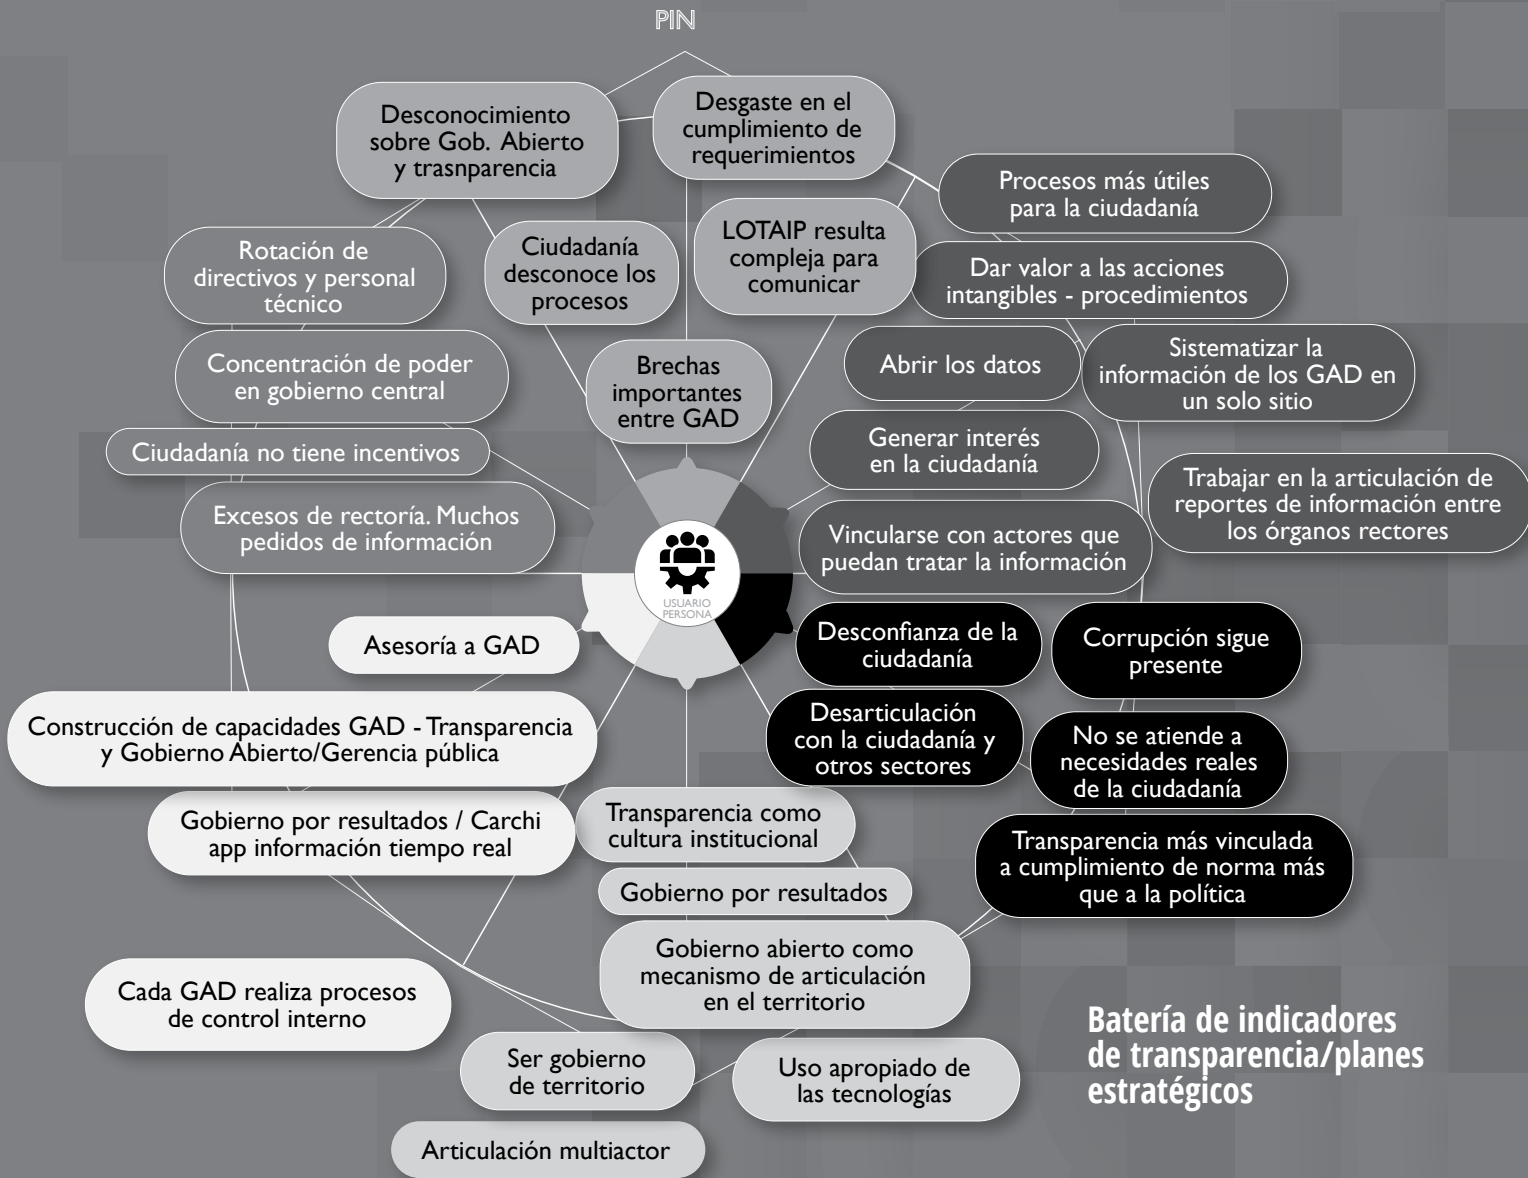 PIN
Desconocimiento
sobre Gob. Abierto
y trasnparencia
Desgaste en el
cumplimiento de
requerimientos
Procesos más útiles
para la ciudadanía
Rotación de
directivos y personal
técnico
Ciudadanía
desconoce los
procesos
LOTAIP resulta
compleja para
comunicar
Dar valor a las acciones
intangibles - procedimientos
Concentración de poder
en gobierno central
Brechas
importantes
entre GAD
Abrir los datos
Sistematizar la
información de los GAD en
un solo sitio
Ciudadanía no tiene incentivos
Generar interés
en la ciudadanía
Trabajar en la articulación de
reportes de información entre
los órganos rectores
Excesos de rectoría. Muchos
pedidos de información
Vincularse con actores que
puedan tratar la información
USUARIO
PERSONA
Asesoría a GAD
Desconfianza de la
ciudadanía
Corrupción sigue
presente
Construcción de capacidades GAD - Transparencia
y Gobierno Abierto/Gerencia pública
Desarticulación
con la ciudadanía y
otros sectores
No se atiende a
necesidades reales
de la ciudadanía
Gobierno por resultados / Carchi
app información tiempo real
Transparencia como
cultura institucional
Transparencia más vinculada
a cumplimiento de norma más
que a la política
Gobierno por resultados
Gobierno abierto como
mecanismo de articulación
en el territorio
Cada GAD realiza procesos
de control interno
Ser gobierno
de territorio
Uso apropiado de
las tecnologías
Articulación multiactor
Batería de indicadores
de transparencia/planes
estratégicos